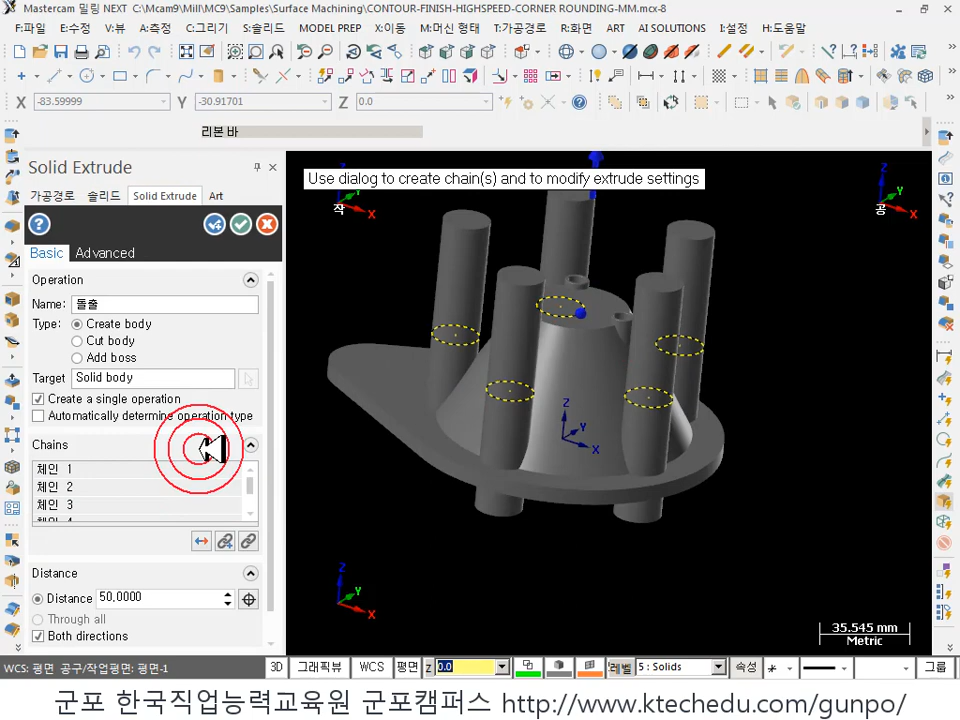 Mastercam 밀링 NEXT C:\Mcam9\Mill\MC9\Samples\Surface Machining\CONTOUR-FINISH-HIGHSPEED-CORNER ROUNDING-MM.mcx-8
F:파일 E:수정 V:뷰 A:측정 C:그리기 S:솔리드 MODEL PREP X:이동 M:머신 형태 T:가공경로 R:화면 ART AI SOLUTIONS I:설정 H:도움말
X -83.59999 Y -30.91701 Z 0.0
리본 바
Solid Extrude
가공경로 솔리드 Solid Extrude Art
Basic Advanced
Operation
Name: 돌출
Type: Create body
Cut body
Add boss
Target Solid body
Create a single operation
Automatically determine operation type
Chains
체인 1
체인 2
체인 3
체인 4
Distance
Distance 50.0000
Through all
Both directions
Use dialog to create chain(s) and to modify extrude settings
Z Y X 작
Z Y X 공
Z Y X
Z Y X
35.545 mm
Metric
WCS: 평면 공구/작업평면: 평면-1 3D 그래픽뷰 WCS 평면 Z 0.0 레벨 5 : Solids 속성 그룹
군포 한국직업능력교육원 군포캠퍼스 http://www.ktechedu.com/gunpo/